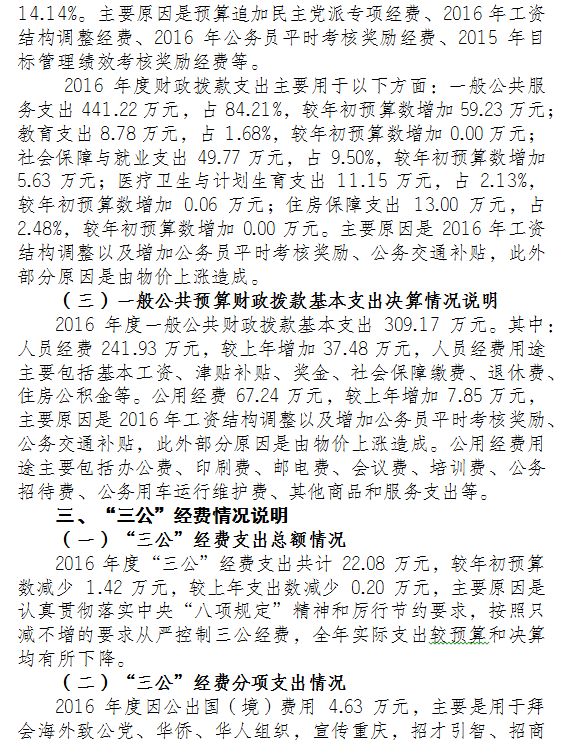 14.14%。主要原因是预算追加民主党派专项经费、2016 年工资
结构调整经费、2016 年公务员平时考核奖励经费、2015 年目
标管理绩效考核奖励经费等。
2016 年度财政拨款支出主要用于以下方面：一般公共服
务支出 441.22 万元，占 84.21%，较年初预算数增加 59.23 万元；
教育支出 8.78 万元，占 1.68%，较年初预算数增加 0.00 万元；
社会保障与就业支出 49.77 万元，占 9.50%，较年初预算数增加
5.63 万元；医疗卫生与计划生育支出 11.15 万元，占 2.13%，
较年初预算数增加 0.06 万元；住房保障支出 13.00 万元，占
2.48%，较年初预算数增加 0.00 万元。主要原因是 2016 年工资
结构调整以及增加公务员平时考核奖励、公务交通补贴，此外
部分原因是由物价上涨造成。
（三）一般公共预算财政拨款基本支出决算情况说明
2016 年度一般公共财政拨款基本支出 309.17 万元。其中：
人员经费 241.93 万元，较上年增加 37.48 万元，人员经费用途
主要包括基本工资、津贴补贴、奖金、社会保障缴费、退休费、
住房公积金等。公用经费 67.24 万元，较上年增加 7.85 万元，
主要原因是 2016 年工资结构调整以及增加公务员平时考核奖励、
公务交通补贴，此外部分原因是由物价上涨造成。公用经费用
途主要包括办公费、印刷费、邮电费、会议费、培训费、公务
招待费、公务用车运行维护费、其他商品和服务支出等。
三、“三公”经费情况说明
（一）“三公”经费支出总额情况
2016 年度“三公”经费支出共计 22.08 万元，较年初预算
数减少 1.42 万元，较上年支出数减少 0.20 万元，主要原因是
认真贯彻落实中央“八项规定”精神和厉行节约要求，按照只
减不增的要求从严控制三公经费，全年实际支出较预算和决算
均有所下降。
（二）“三公”经费分项支出情况
2016 年度因公出国（境）费用 4.63 万元，主要是用于拜
会海外致公党、华侨、华人组织，宣传重庆，招才引智、招商